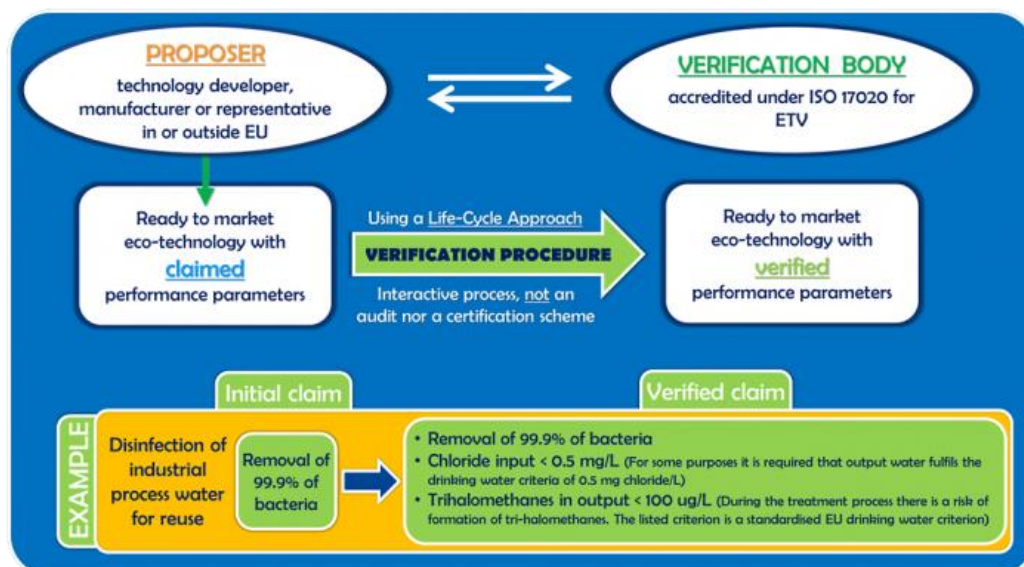 PROPOSER
technology developer,
manufacturer or representative
in or outside EU
VERIFICATION BODY
accredited under ISO 17020 for
ETV
Ready to market
eco-technology with
claimed
performance parameters
Using a Life-Cycle Approach
VERIFICATION PROCEDURE
Interactive process, not an
audit nor a certification scheme
Ready to market
eco-technology with
verified
performance parameters
Initial claim
Verified claim
EXAMPLE
Disinfection of
industrial
process water
for reuse
Removal of
99.9% of
bacteria
• Removal of 99.9% of bacteria
• Chloride input < 0.5 mg/L (For some purposes it is required that output water fulfils the
drinking water criteria of 0.5 mg chloride/L)
• Trihalomethanes in output < 100 ug/L (During the treatment process there is a risk of
formation of tri-halomethanes. The listed criterion is a standardised EU drinking water criterion)